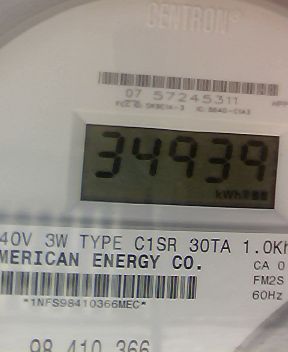 CENTRON®
07 57245311
34939
kWh
40V 3W TYPE C1SR 30TA 1.0Kh
MERICAN ENERGY CO. CA 0
FM2S
60Hz
*1NFS98410366MEC*
98 410 366